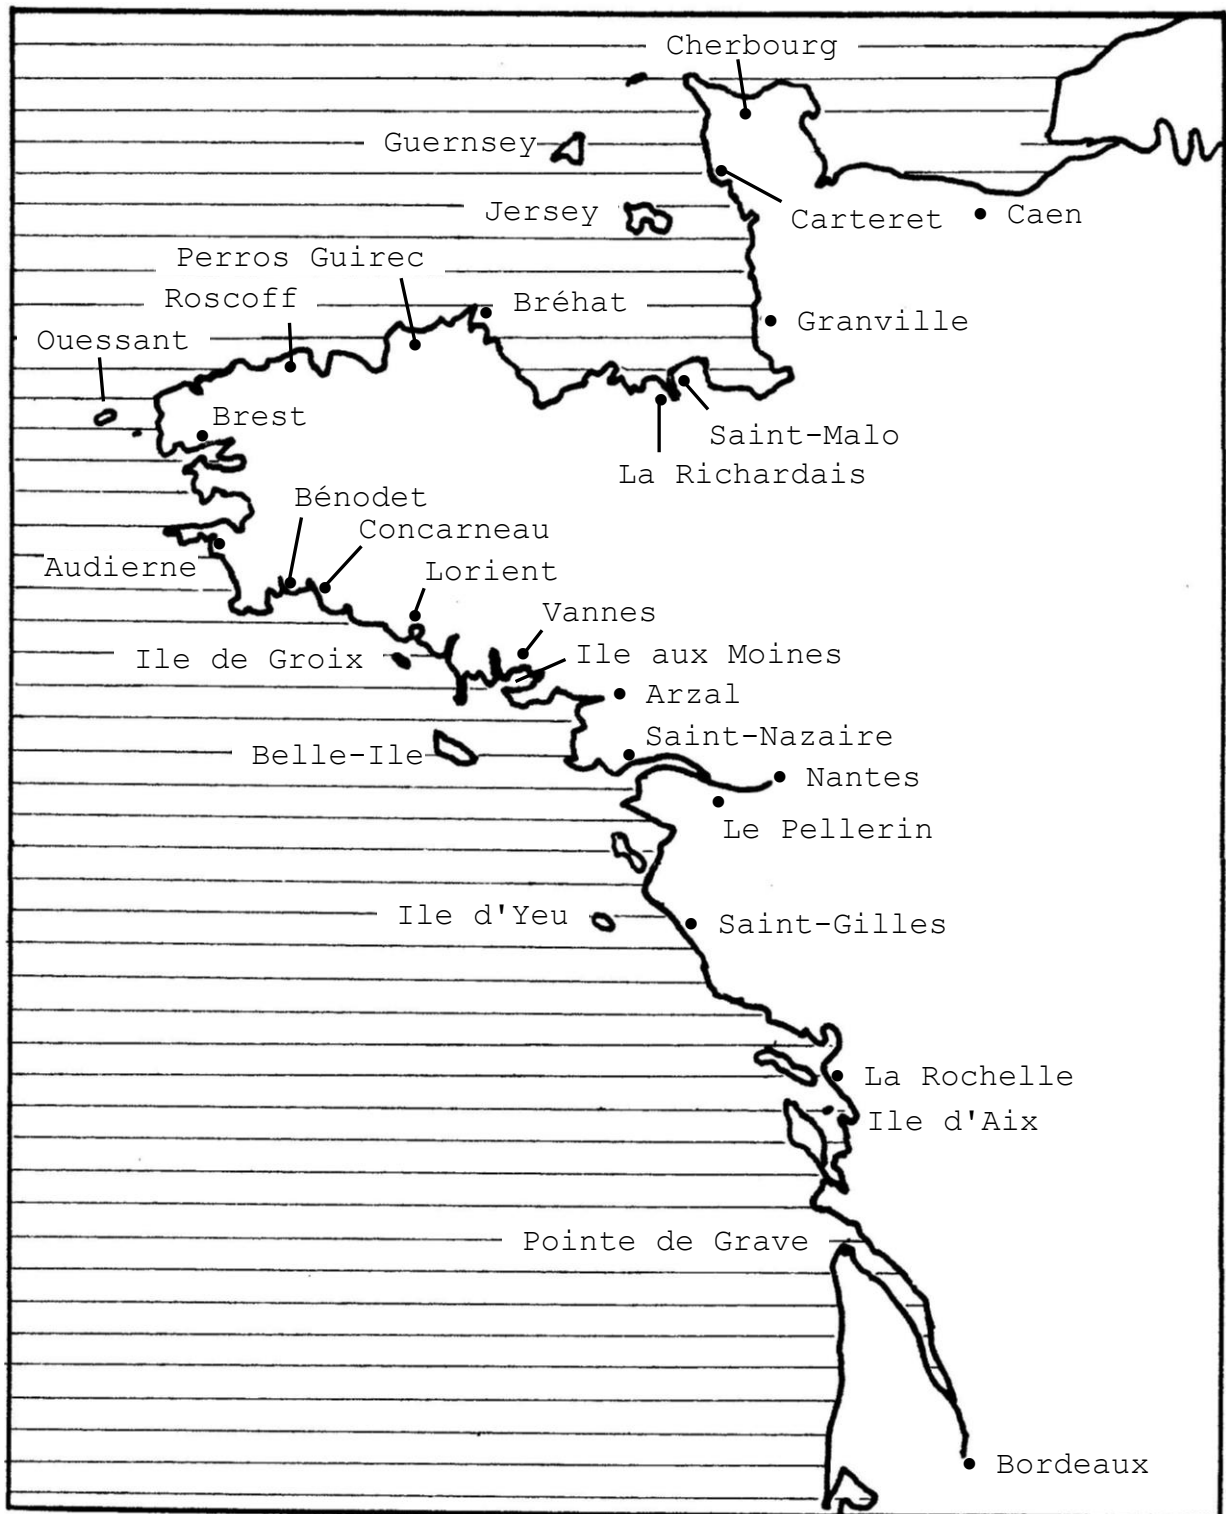 Cherbourg
Guernsey
Jersey
Carteret
Caen
Perros Guirec
Roscoff
Bréhat
Granville
Ouessant
Brest
Saint-Malo
La Richardais
Bénodet
Concarneau
Audierne
Lorient
Vannes
Ile de Groix
Ile aux Moines
Arzal
Saint-Nazaire
Belle-Ile
Nantes
Le Pellerin
Ile d'Yeu
Saint-Gilles
La Rochelle
Ile d'Aix
Pointe de Grave
Bordeaux